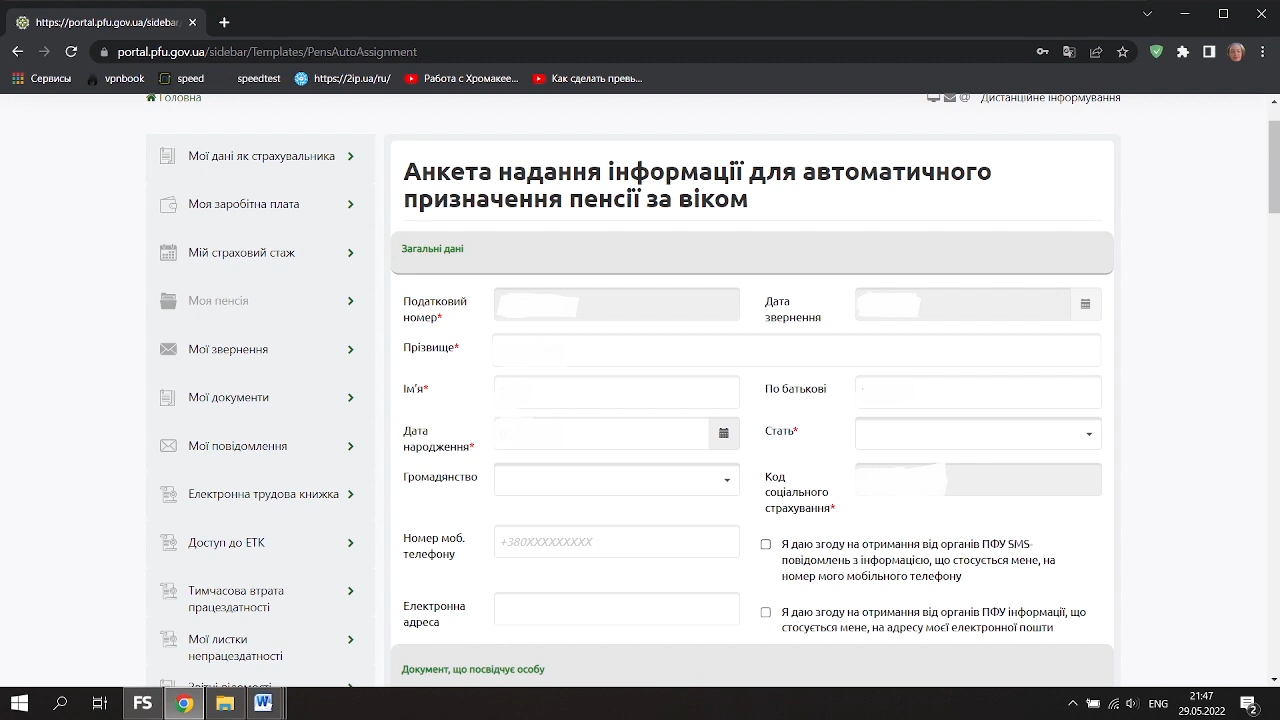 https://portal.pfu.gov.ua/sidebar
portal.pfu.gov.ua/sidebar/Templates/PensAutoAssignment
Сервисы vpnbook speed speedtest https://2ip.ua/ru/ Работа с Хромакее... Как сделать превь...
Головна
Дистанційне інформування
Мої дані як страхувальника
Моя заробітна плата
Мій страховий стаж
Моя пенсія
Мої звернення
Мої документи
Мої повідомлення
Електронна трудова книжка
Доступ до ЕТК
Тимчасова втрата
працездатності
Мої листки
непрацездатності
Анкета надання інформації для автоматичного
призначення пенсії за віком
Загальні дані
Податковий
номер*
Дата
звернення
Прізвище*
Ім'я*
По батькові
Дата
народження*
Стать*
Громадянство
Код
соціального
страхування*
Номер моб.
телефону
+380XXXXXXXXX
Я даю згоду на отримання від органів ПФУ SMS-
повідомлень з інформацією, що стосується мене, на
номер мого мобільного телефону
Електронна
адреса
Я даю згоду на отримання від органів ПФУ інформації, що
стосується мене, на адресу моєї електронної пошти
Документ, що посвідчує особу
FS
W
ENG
21:47
29.05.2022
2